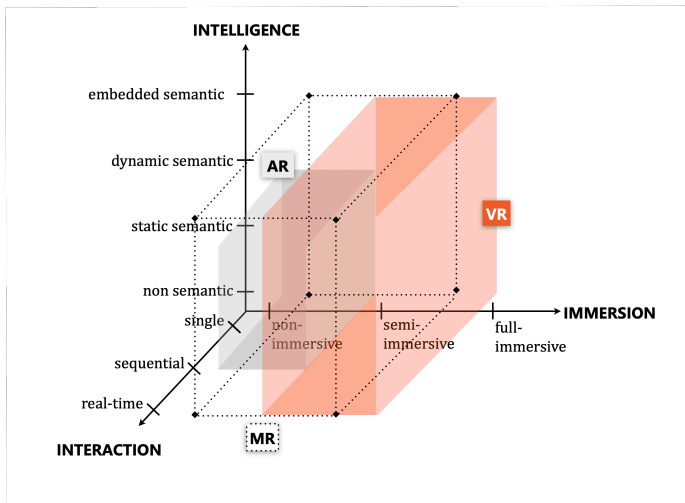 INTELLIGENCE
embedded semantic
dynamic semantic
AR
static semantic
VR
non semantic
single
non-
immersive
semi-
immersive
full-
immersive
IMMERSION
sequential
real-time
INTERACTION
MR